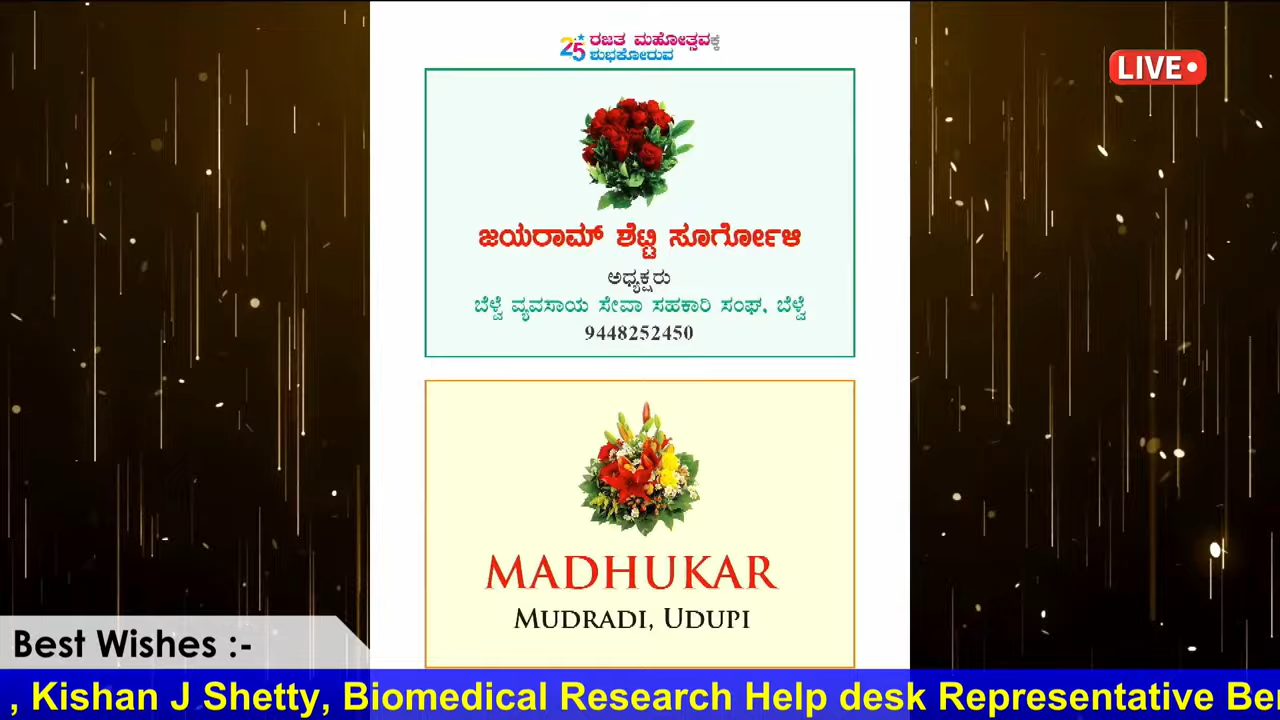 25 ರಜತ ಮಹೋತ್ಸವಕ್ಕೆ
ಶುಭಕೋರುವ
LIVE
ಜಯರಾಮ್ ಶೆಟ್ಟಿ ಸೂರ್ಗೋಳಿ
ಅಧ್ಯಕ್ಷರು
ಬೆಳ್ವೆ ವ್ಯವಸಾಯ ಸೇವಾ ಸಹಕಾರಿ ಸಂಘ, ಬೆಳ್ವೆ
9448252450
MADHUKAR
MUDRADI, UDUPI
Best Wishes :-
, Kishan J Shetty, Biomedical Research Help desk Representative Be